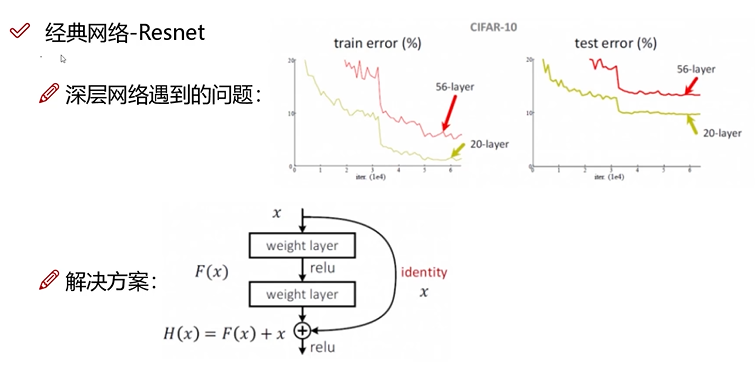 经典网络-Resnet
深层网络遇到的问题：
CIFAR-10
train error (%)
20
10
0
56-layer
20-layer
0 1 2 3 4 5 6
iter. (1e4)
test error (%)
20
10
0
56-layer
20-layer
0 1 2 3 4 5 6
iter. (1e4)
解决方案：
x
weight layer
F(x)
relu
weight layer
identity
x
H(x) = F(x) + x
relu